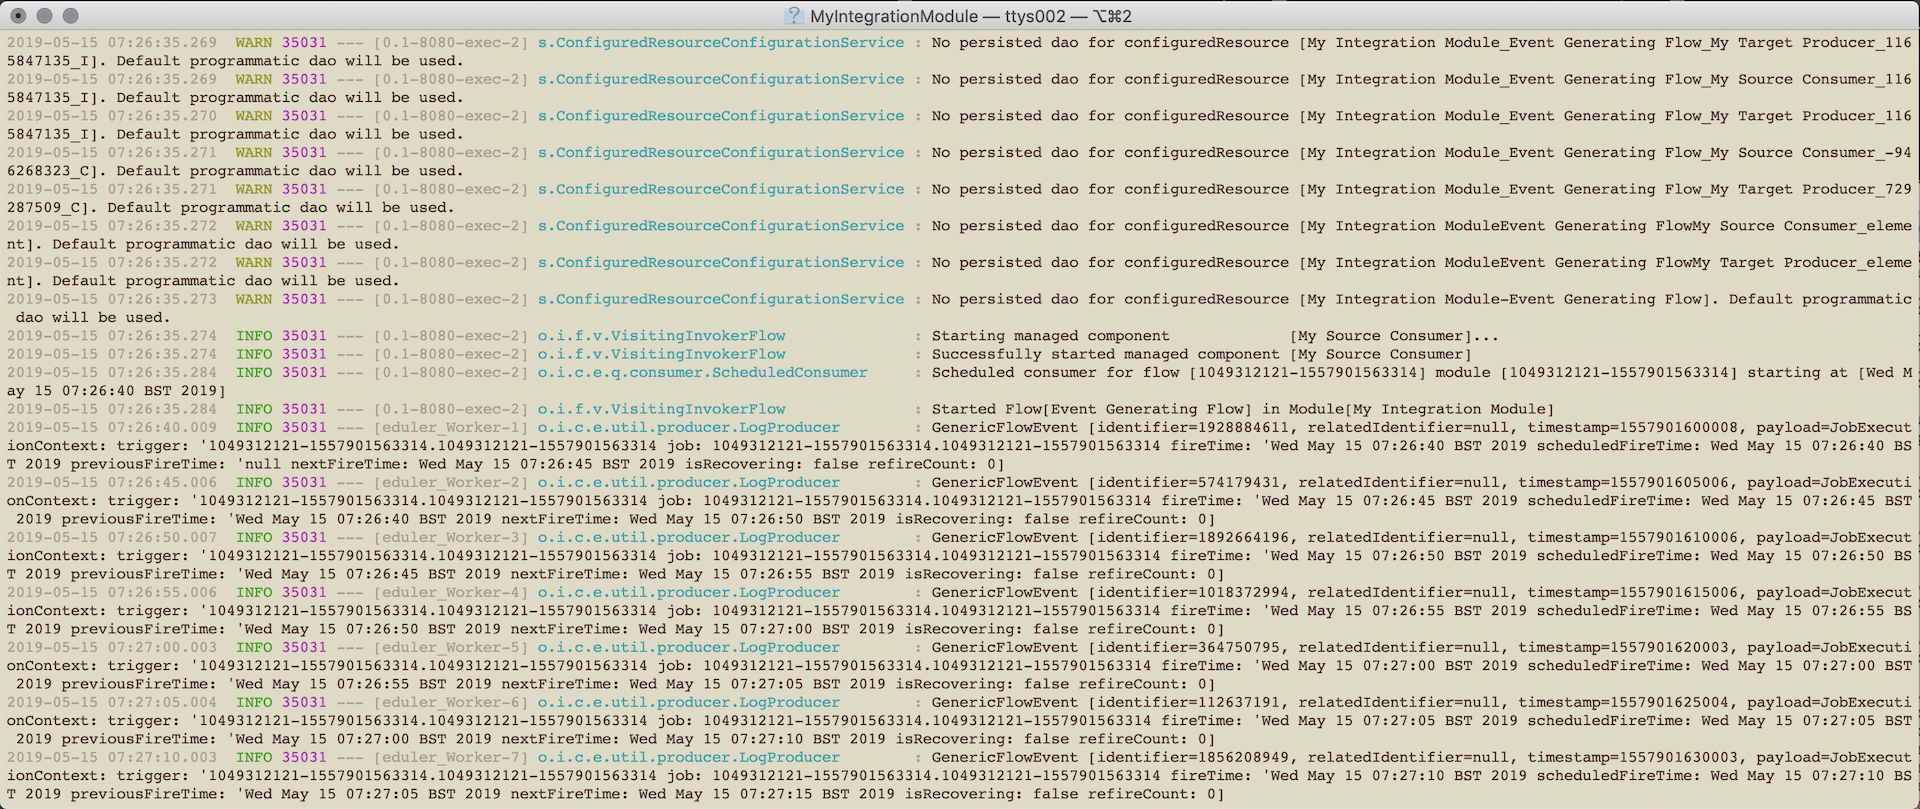 MyIntegrationModule — ttys002 — ⌥⌘2
2019-05-15 07:26:35.269  WARN 35031 --- [0.1-8080-exec-2] s.ConfiguredResourceConfigurationService : No persisted dao for configuredResource [My Integration Module_Event Generating Flow_My Target Producer_116
5847135_I]. Default programmatic dao will be used.
2019-05-15 07:26:35.269  WARN 35031 --- [0.1-8080-exec-2] s.ConfiguredResourceConfigurationService : No persisted dao for configuredResource [My Integration Module_Event Generating Flow_My Source Consumer_116
5847135_I]. Default programmatic dao will be used.
2019-05-15 07:26:35.270  WARN 35031 --- [0.1-8080-exec-2] s.ConfiguredResourceConfigurationService : No persisted dao for configuredResource [My Integration Module_Event Generating Flow_My Target Producer_116
5847135_I]. Default programmatic dao will be used.
2019-05-15 07:26:35.271  WARN 35031 --- [0.1-8080-exec-2] s.ConfiguredResourceConfigurationService : No persisted dao for configuredResource [My Integration Module_Event Generating Flow_My Source Consumer_-94
6268323_C]. Default programmatic dao will be used.
2019-05-15 07:26:35.271  WARN 35031 --- [0.1-8080-exec-2] s.ConfiguredResourceConfigurationService : No persisted dao for configuredResource [My Integration Module_Event Generating Flow_My Target Producer_729
287509_C]. Default programmatic dao will be used.
2019-05-15 07:26:35.272  WARN 35031 --- [0.1-8080-exec-2] s.ConfiguredResourceConfigurationService : No persisted dao for configuredResource [My Integration ModuleEvent Generating FlowMy Source Consumer_eleme
nt]. Default programmatic dao will be used.
2019-05-15 07:26:35.272  WARN 35031 --- [0.1-8080-exec-2] s.ConfiguredResourceConfigurationService : No persisted dao for configuredResource [My Integration ModuleEvent Generating FlowMy Target Producer_eleme
nt]. Default programmatic dao will be used.
2019-05-15 07:26:35.273  WARN 35031 --- [0.1-8080-exec-2] s.ConfiguredResourceConfigurationService : No persisted dao for configuredResource [My Integration Module-Event Generating Flow]. Default programmatic
 dao will be used.
2019-05-15 07:26:35.274  INFO 35031 --- [0.1-8080-exec-2] o.i.f.v.VisitingInvokerFlow              : Starting managed component             [My Source Consumer]...
2019-05-15 07:26:35.274  INFO 35031 --- [0.1-8080-exec-2] o.i.f.v.VisitingInvokerFlow              : Successfully started managed component [My Source Consumer]
2019-05-15 07:26:35.284  INFO 35031 --- [0.1-8080-exec-2] o.i.c.e.q.consumer.ScheduledConsumer     : Scheduled consumer for flow [1049312121-1557901563314] module [1049312121-1557901563314] starting at [Wed M
ay 15 07:26:40 BST 2019]
2019-05-15 07:26:35.284  INFO 35031 --- [0.1-8080-exec-2] o.i.f.v.VisitingInvokerFlow              : Started Flow[Event Generating Flow] in Module[My Integration Module]
2019-05-15 07:26:40.009  INFO 35031 --- [eduler_Worker-1] o.i.c.e.util.producer.LogProducer        : GenericFlowEvent [identifier=1928884611, relatedIdentifier=null, timestamp=1557901600008, payload=JobExecut
ionContext: trigger: '1049312121-1557901563314.1049312121-1557901563314 job: 1049312121-1557901563314.1049312121-1557901563314 fireTime: 'Wed May 15 07:26:40 BST 2019 scheduledFireTime: Wed May 15 07:26:40 BS
T 2019 previousFireTime: 'null nextFireTime: Wed May 15 07:26:45 BST 2019 isRecovering: false refireCount: 0]
2019-05-15 07:26:45.006  INFO 35031 --- [eduler_Worker-2] o.i.c.e.util.producer.LogProducer        : GenericFlowEvent [identifier=574179431, relatedIdentifier=null, timestamp=1557901605006, payload=JobExecuti
onContext: trigger: '1049312121-1557901563314.1049312121-1557901563314 job: 1049312121-1557901563314.1049312121-1557901563314 fireTime: 'Wed May 15 07:26:45 BST 2019 scheduledFireTime: Wed May 15 07:26:45 BST
 2019 previousFireTime: 'Wed May 15 07:26:40 BST 2019 nextFireTime: Wed May 15 07:26:50 BST 2019 isRecovering: false refireCount: 0]
2019-05-15 07:26:50.007  INFO 35031 --- [eduler_Worker-3] o.i.c.e.util.producer.LogProducer        : GenericFlowEvent [identifier=1892664196, relatedIdentifier=null, timestamp=1557901610006, payload=JobExecut
ionContext: trigger: '1049312121-1557901563314.1049312121-1557901563314 job: 1049312121-1557901563314.1049312121-1557901563314 fireTime: 'Wed May 15 07:26:50 BST 2019 scheduledFireTime: Wed May 15 07:26:50 BS
T 2019 previousFireTime: 'Wed May 15 07:26:45 BST 2019 nextFireTime: Wed May 15 07:26:55 BST 2019 isRecovering: false refireCount: 0]
2019-05-15 07:26:55.006  INFO 35031 --- [eduler_Worker-4] o.i.c.e.util.producer.LogProducer        : GenericFlowEvent [identifier=1018372994, relatedIdentifier=null, timestamp=1557901615006, payload=JobExecut
ionContext: trigger: '1049312121-1557901563314.1049312121-1557901563314 job: 1049312121-1557901563314.1049312121-1557901563314 fireTime: 'Wed May 15 07:26:55 BST 2019 scheduledFireTime: Wed May 15 07:26:55 BS
T 2019 previousFireTime: 'Wed May 15 07:26:50 BST 2019 nextFireTime: Wed May 15 07:27:00 BST 2019 isRecovering: false refireCount: 0]
2019-05-15 07:27:00.003  INFO 35031 --- [eduler_Worker-5] o.i.c.e.util.producer.LogProducer        : GenericFlowEvent [identifier=364750795, relatedIdentifier=null, timestamp=1557901620003, payload=JobExecuti
onContext: trigger: '1049312121-1557901563314.1049312121-1557901563314 job: 1049312121-1557901563314.1049312121-1557901563314 fireTime: 'Wed May 15 07:27:00 BST 2019 scheduledFireTime: Wed May 15 07:27:00 BST
 2019 previousFireTime: 'Wed May 15 07:26:55 BST 2019 nextFireTime: Wed May 15 07:27:05 BST 2019 isRecovering: false refireCount: 0]
2019-05-15 07:27:05.004  INFO 35031 --- [eduler_Worker-6] o.i.c.e.util.producer.LogProducer        : GenericFlowEvent [identifier=112637191, relatedIdentifier=null, timestamp=1557901625004, payload=JobExecuti
onContext: trigger: '1049312121-1557901563314.1049312121-1557901563314 job: 1049312121-1557901563314.1049312121-1557901563314 fireTime: 'Wed May 15 07:27:05 BST 2019 scheduledFireTime: Wed May 15 07:27:05 BST
 2019 previousFireTime: 'Wed May 15 07:27:00 BST 2019 nextFireTime: Wed May 15 07:27:10 BST 2019 isRecovering: false refireCount: 0]
2019-05-15 07:27:10.003  INFO 35031 --- [eduler_Worker-7] o.i.c.e.util.producer.LogProducer        : GenericFlowEvent [identifier=1856208949, relatedIdentifier=null, timestamp=1557901630003, payload=JobExecut
ionContext: trigger: '1049312121-1557901563314.1049312121-1557901563314 job: 1049312121-1557901563314.1049312121-1557901563314 fireTime: 'Wed May 15 07:27:10 BST 2019 scheduledFireTime: Wed May 15 07:27:10 BS
T 2019 previousFireTime: 'Wed May 15 07:27:05 BST 2019 nextFireTime: Wed May 15 07:27:15 BST 2019 isRecovering: false refireCount: 0]